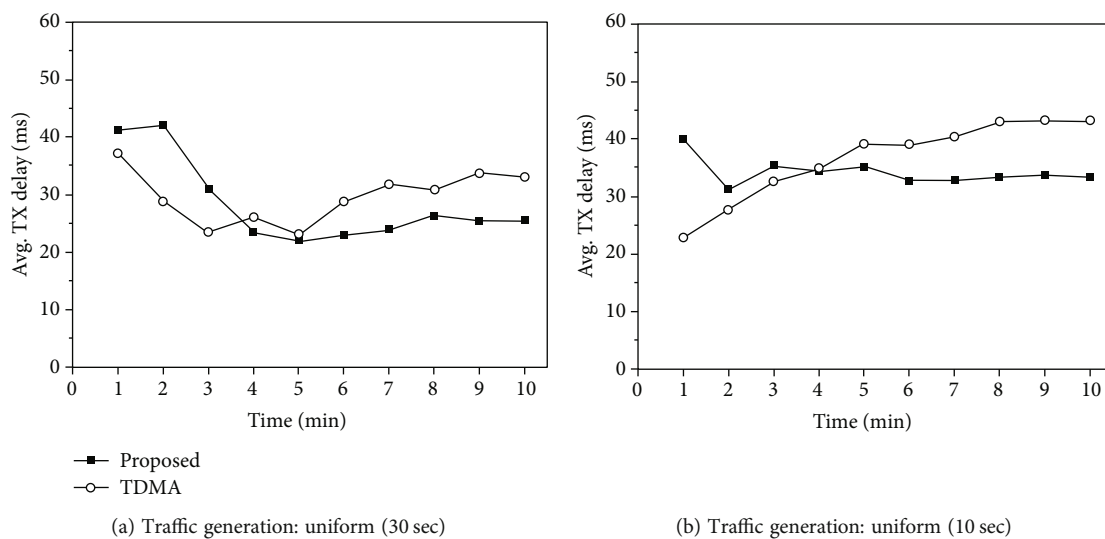 60
50
40
30
20
10
0
Avg. TX delay (ms)
0 1 2 3 4 5 6 7 8 9 10
Time (min)
Proposed
TDMA
(a) Traffic generation: uniform (30 sec)
60
50
40
30
20
10
0
Avg. TX delay (ms)
0 1 2 3 4 5 6 7 8 9 10
Time (min)
(b) Traffic generation: uniform (10 sec)